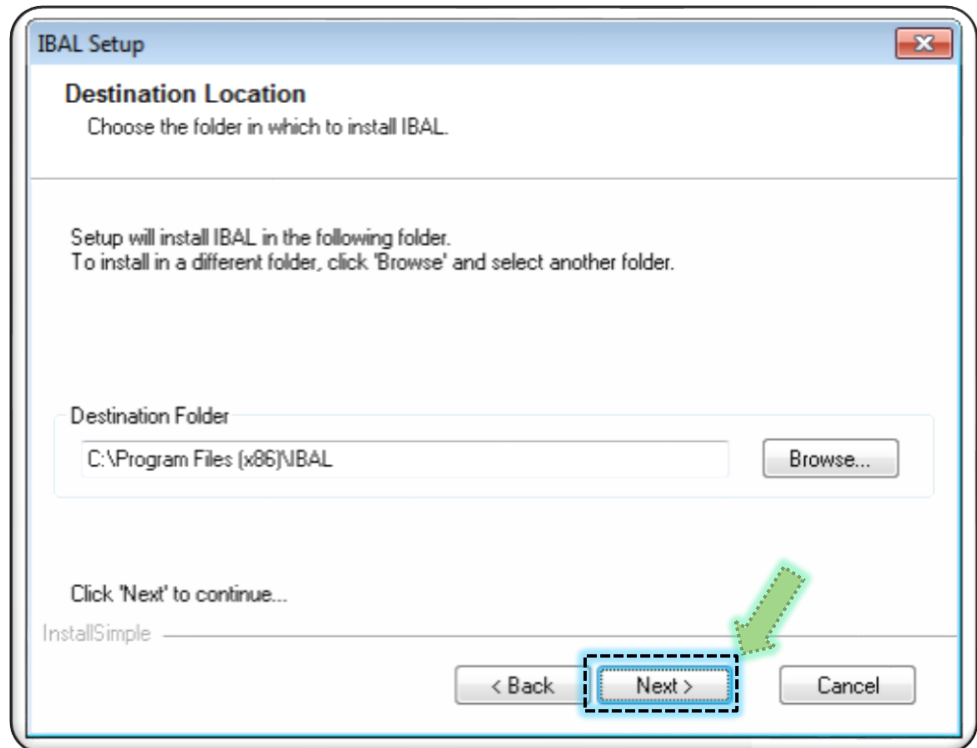 IBAL Setup
Destination Location
Choose the folder in which to install IBAL.
Setup will install IBAL in the following folder.
To install in a different folder, click 'Browse' and select another folder.
Destination Folder
C:\Program Files (x86)\IBAL
Browse...
Click 'Next' to continue...
InstallSimple
< Back
Next >
Cancel